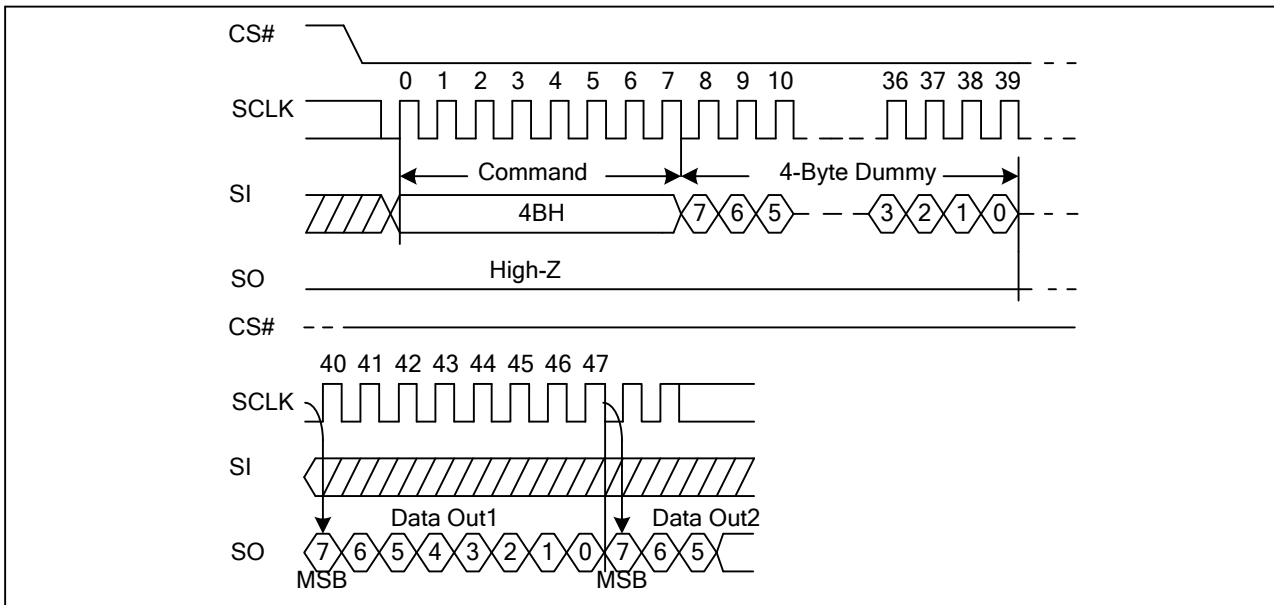 CS#
0 1 2 3 4 5 6 7 8 9 10 36 37 38 39
SCLK
Command 4-Byte Dummy
SI
4BH 7 6 5 3 2 1 0
High-Z
SO
CS#
40 41 42 43 44 45 46 47
SCLK
SI
Data Out1 Data Out2
SO 7 6 5 4 3 2 1 0 7 6 5
MSB MSB